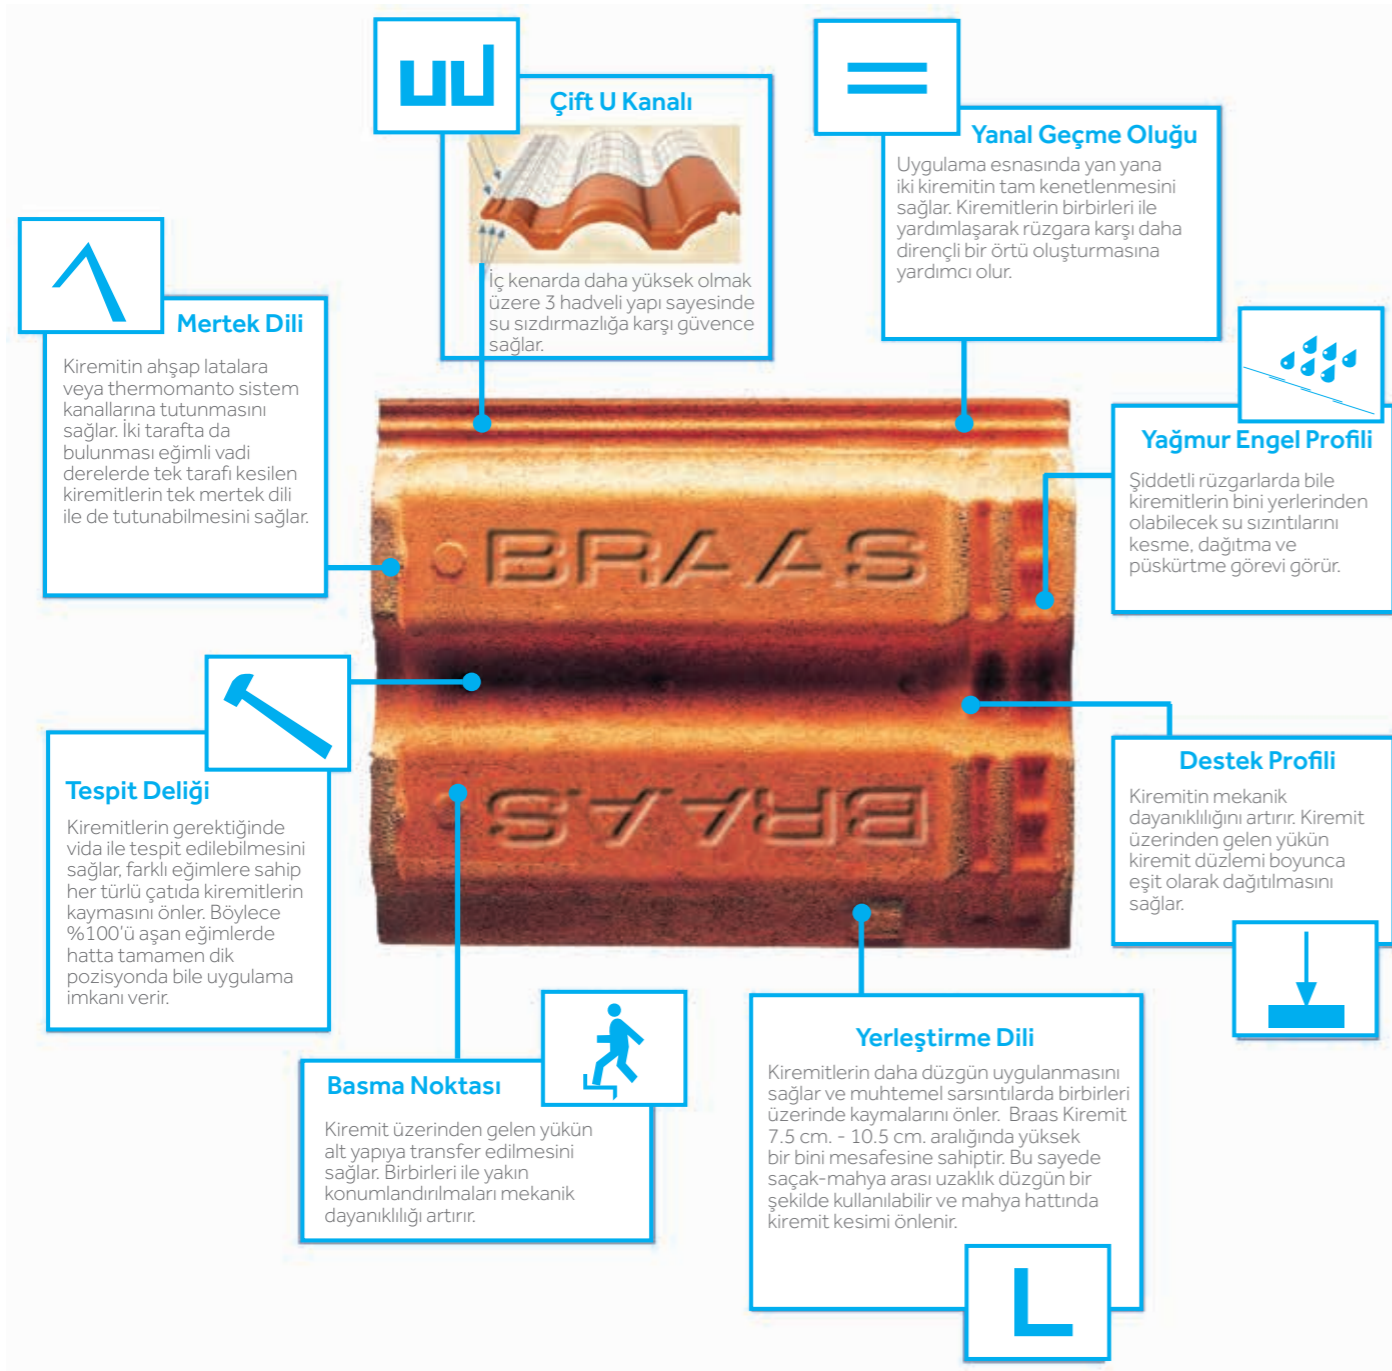 Çift U Kanalı
İç kenarda daha yüksek olmak
üzere 3 hadveli yapı sayesinde
su sızdırmazlığa karşı güvence
sağlar.
Yanal Geçme Oluğu
Uygulama esnasında yan yana
iki kiremitin tam kenetlenmesini
sağlar. Kiremitlerin birbirleri ile
yardımlaşarak rüzgara karşı daha
dirençli bir örtü oluşturmasına
yardımcı olur.
Mertek Dili
Kiremitin ahşap latalara
veya thermomanto sistem
kanallarına tutunmasını
sağlar. İki tarafta da
bulunması eğimli vadi
derelerde tek tarafı kesilen
kiremitlerin tek mertek dili
ile de tutunabilmesini sağlar.
Yağmur Engel Profili
Şiddetli rüzgarlarda bile
kiremitlerin bini yerlerinden
olabilecek su sızıntılarını
kesme, dağıtma ve
püskürtme görevi görür.
BRAAS
BRAAS
Tespit Deliği
Kiremitlerin gerektiğinde
vida ile tespit edilebilmesini
sağlar, farklı eğimlere sahip
her türlü çatıda kiremitlerin
kaymasını önler. Böylece
%100'ü aşan eğimlerde
hatta tamamen dik
pozisyonda bile uygulama
imkanı verir.
Destek Profili
Kiremitin mekanik
dayanıklılığını artırır. Kiremit
üzerinden gelen yükün
kiremit düzlemi boyunca
eşit olarak dağıtılmasını
sağlar.
Basma Noktası
Kiremit üzerinden gelen yükün
alt yapıya transfer edilmesini
sağlar. Birbirleri ile yakın
konumlandırılmaları mekanik
dayanıklılığı artırır.
Yerleştirme Dili
Kiremitlerin daha düzgün uygulanmasını
sağlar ve muhtemel sarsıntılarda birbirleri
üzerinde kaymalarını önler. Braas Kiremit
7.5 cm. - 10.5 cm. aralığında yüksek
bir bini mesafesine sahiptir. Bu sayede
saçak-mahya arası uzaklık düzgün bir
şekilde kullanılabilir ve mahya hattında
kiremit kesimi önlenir.